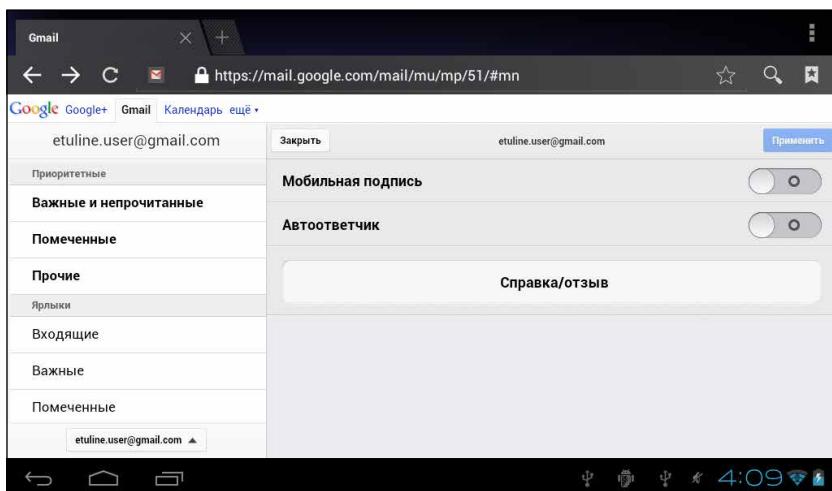 Gmail
https://mail.google.com/mail/mu/mp/51/#mn
Google Google+ Gmail Календарь ещё
etuline.user@gmail.com
Приоритетные
Важные и непрочитанные
Помеченные
Прочие
Ярлыки
Входящие
Важные
Помеченные
etuline.user@gmail.com
Закрыть etuline.user@gmail.com Применить
Мобильная подпись
Автоответчик
Справка/отзыв
4:09